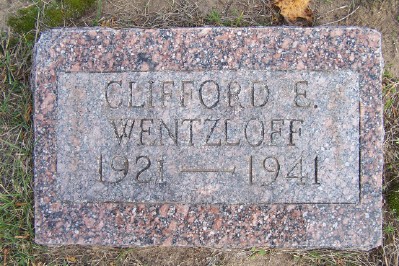 CLIFFORD E.
WENTZLOFF
1921 — 1941